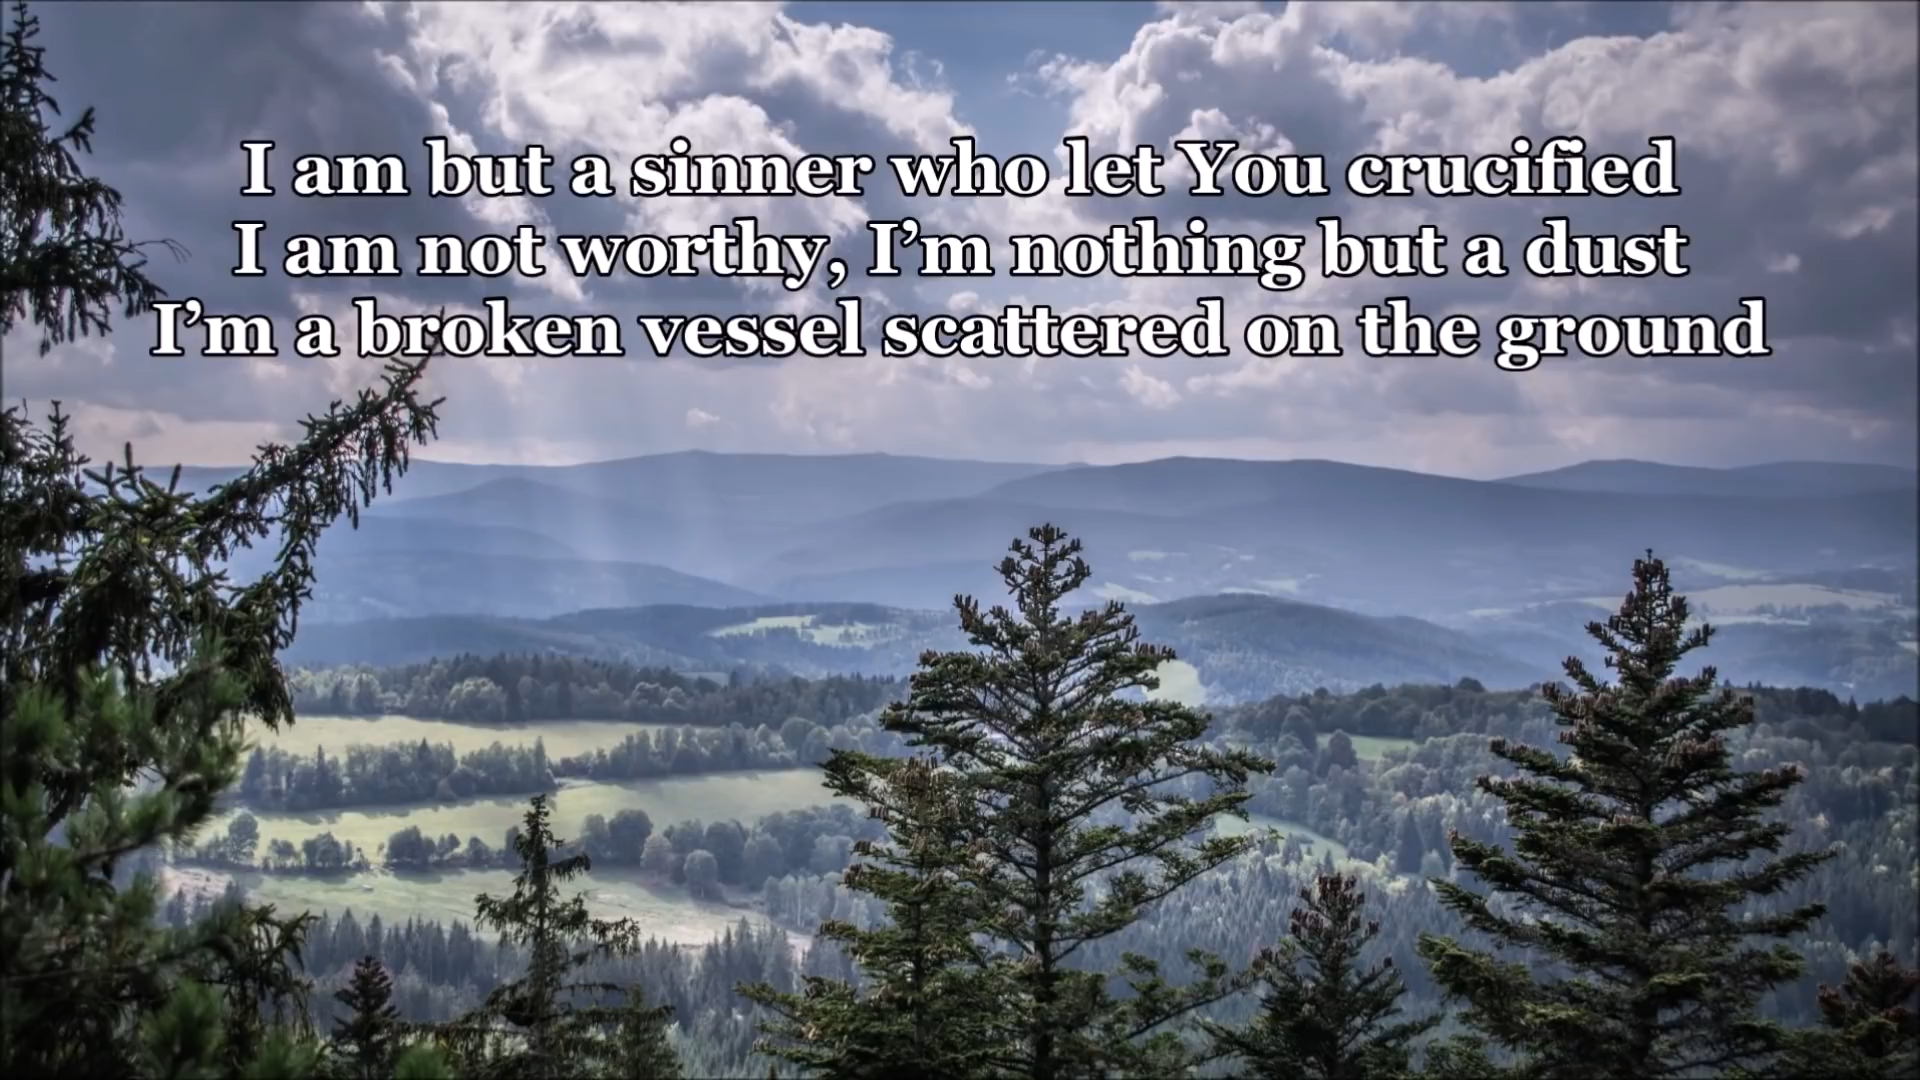 I am but a sinner who let You crucified
I am not worthy, I’m nothing but a dust
I’m a broken vessel scattered on the ground